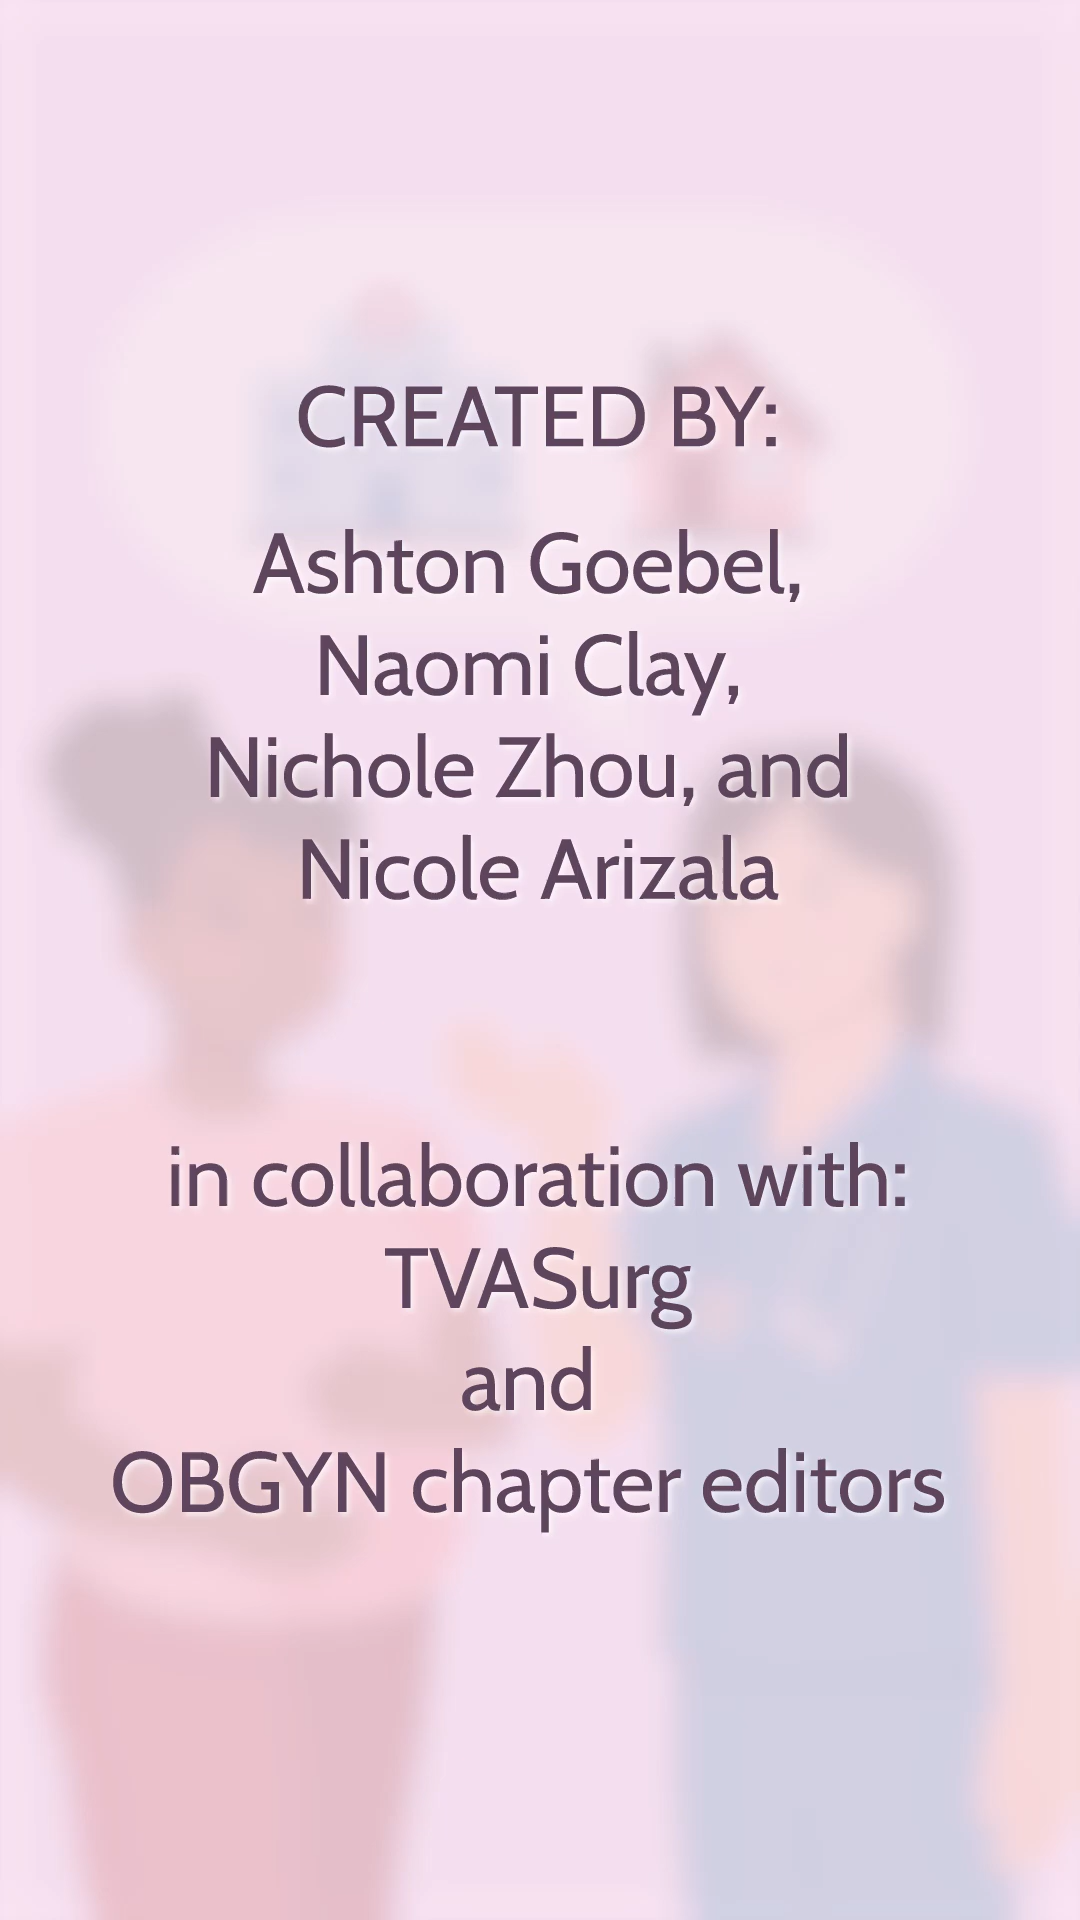 CREATED BY:
Ashton Goebel,
Naomi Clay,
Nichole Zhou, and
Nicole Arizala
in collaboration with:
TVASurg
and
OBGYN chapter editors